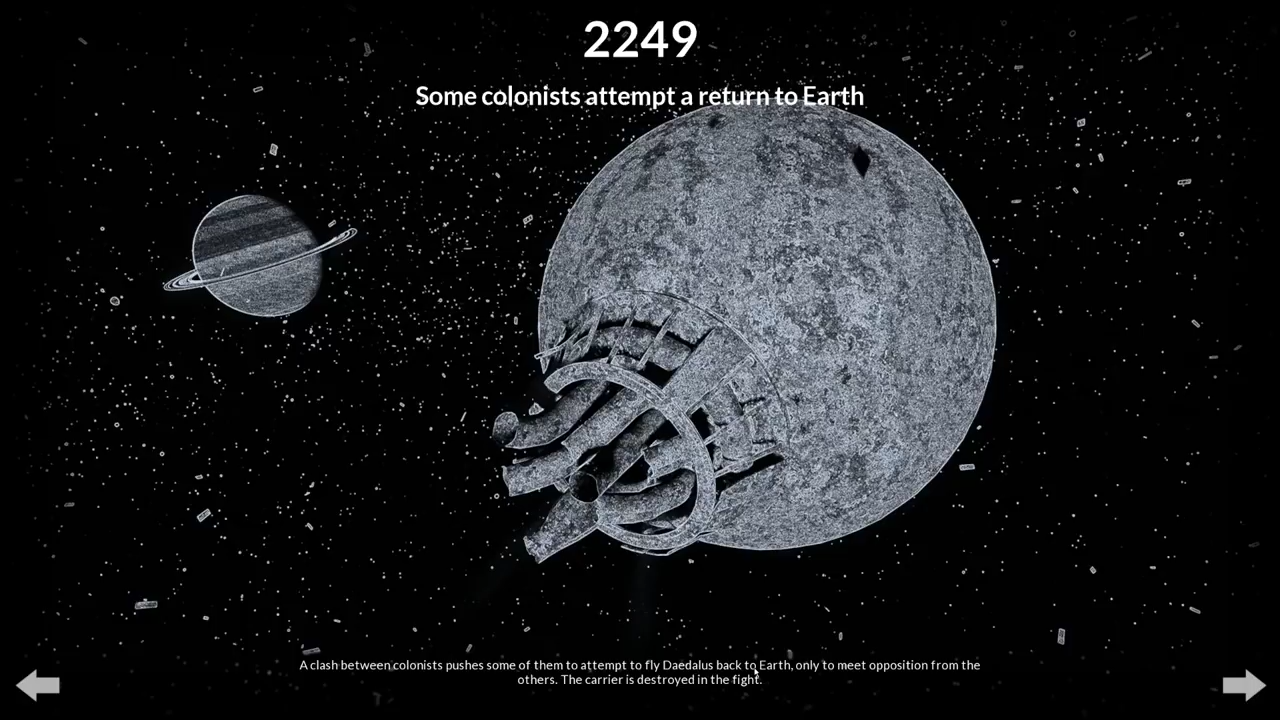 2249
Some colonists attempt a return to Earth
A clash between colonists pushes some of them to attempt to fly Daedalus back to Earth, only to meet opposition from the
others. The carrier is destroyed in the fight.